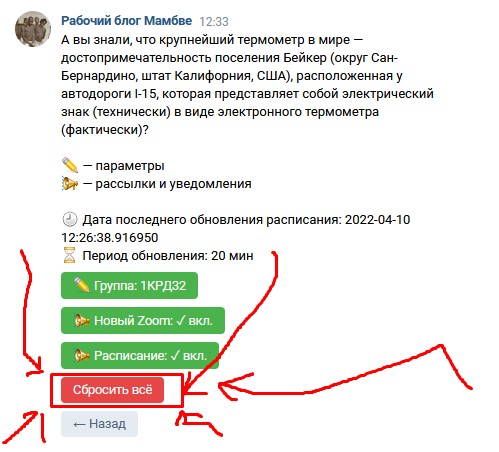 Рабочий блог Мамбве 12:33
А вы знали, что крупнейший термометр в мире —
достопримечательность поселения Бейкер (округ Сан-
Бернардино, штат Калифорния, США), расположенная у
автодороги I-15, которая представляет собой электрический
знак (технически) в виде электронного термометра
(фактически)?
✏️ — параметры
📢 — рассылки и уведомления
🕘 Дата последнего обновления расписания: 2022-04-10
12:26:38.916950
⏳ Период обновления: 20 мин
✏️ Группа: 1КРД32
📢 Новый Zoom: ✓ вкл.
📢 Расписание: ✓ вкл.
Сбросить всё
← Назад